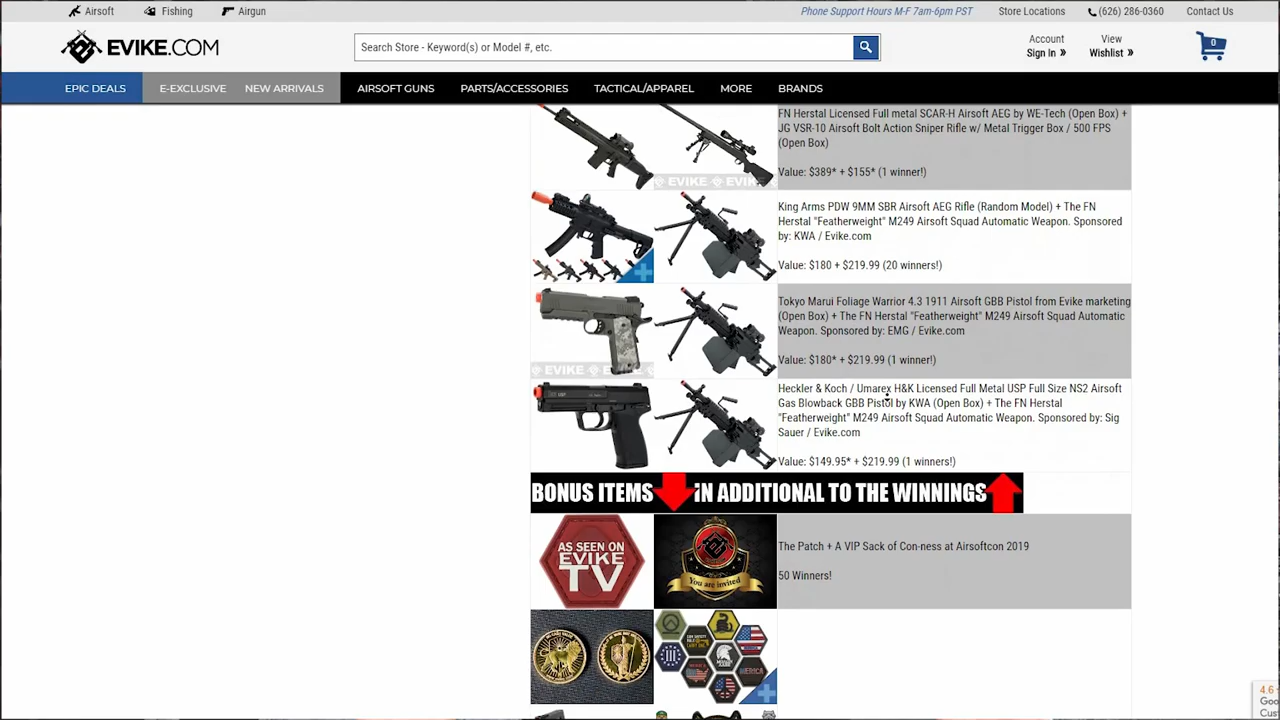 Airsoft
Fishing
Airgun
Phone Support Hours M-F 7am-6pm PST
Store Locations
(626) 286-0360
Contact Us
EVIKE.COM
Search Store - Keyword(s) or Model #, etc.
Account
Sign In »
View
Wishlist »
0
EPIC DEALS
E-EXCLUSIVE
NEW ARRIVALS
AIRSOFT GUNS
PARTS/ACCESSORIES
TACTICAL/APPAREL
MORE
BRANDS
EVIKE EVIKE
FN Herstal Licensed Full metal SCAR-H Airsoft AEG by WE-Tech (Open Box) +
JG VSR-10 Airsoft Bolt Action Sniper Rifle w/ Metal Trigger Box / 500 FPS
(Open Box)
Value: $389* + $155* (1 winner!)
King Arms PDW 9MM SBR Airsoft AEG Rifle (Random Model) + The FN
Herstal "Featherweight" M249 Airsoft Squad Automatic Weapon. Sponsored
by: KWA / Evike.com
Value: $180 + $219.99 (20 winners!)
EVIKE EVIKE
Tokyo Marui Foliage Warrior 4.3 1911 Airsoft GBB Pistol from Evike marketing
(Open Box) + The FN Herstal "Featherweight" M249 Airsoft Squad Automatic
Weapon. Sponsored by: EMG / Evike.com
Value: $180* + $219.99 (1 winner!)
Heckler & Koch / Umarex H&K Licensed Full Metal USP Full Size NS2 Airsoft
Gas Blowback GBB Pistol by KWA (Open Box) + The FN Herstal
"Featherweight" M249 Airsoft Squad Automatic Weapon. Sponsored by: Sig
Sauer / Evike.com
Value: $149.95* + $219.99 (1 winners!)
BONUS ITEMS IN ADDITIONAL TO THE WINNINGS
AS SEEN ON
EVIKE
TV
You are invited
The Patch + A VIP Sack of Con-ness at Airsoftcon 2019
50 Winners!
4.6
Goo
Cus